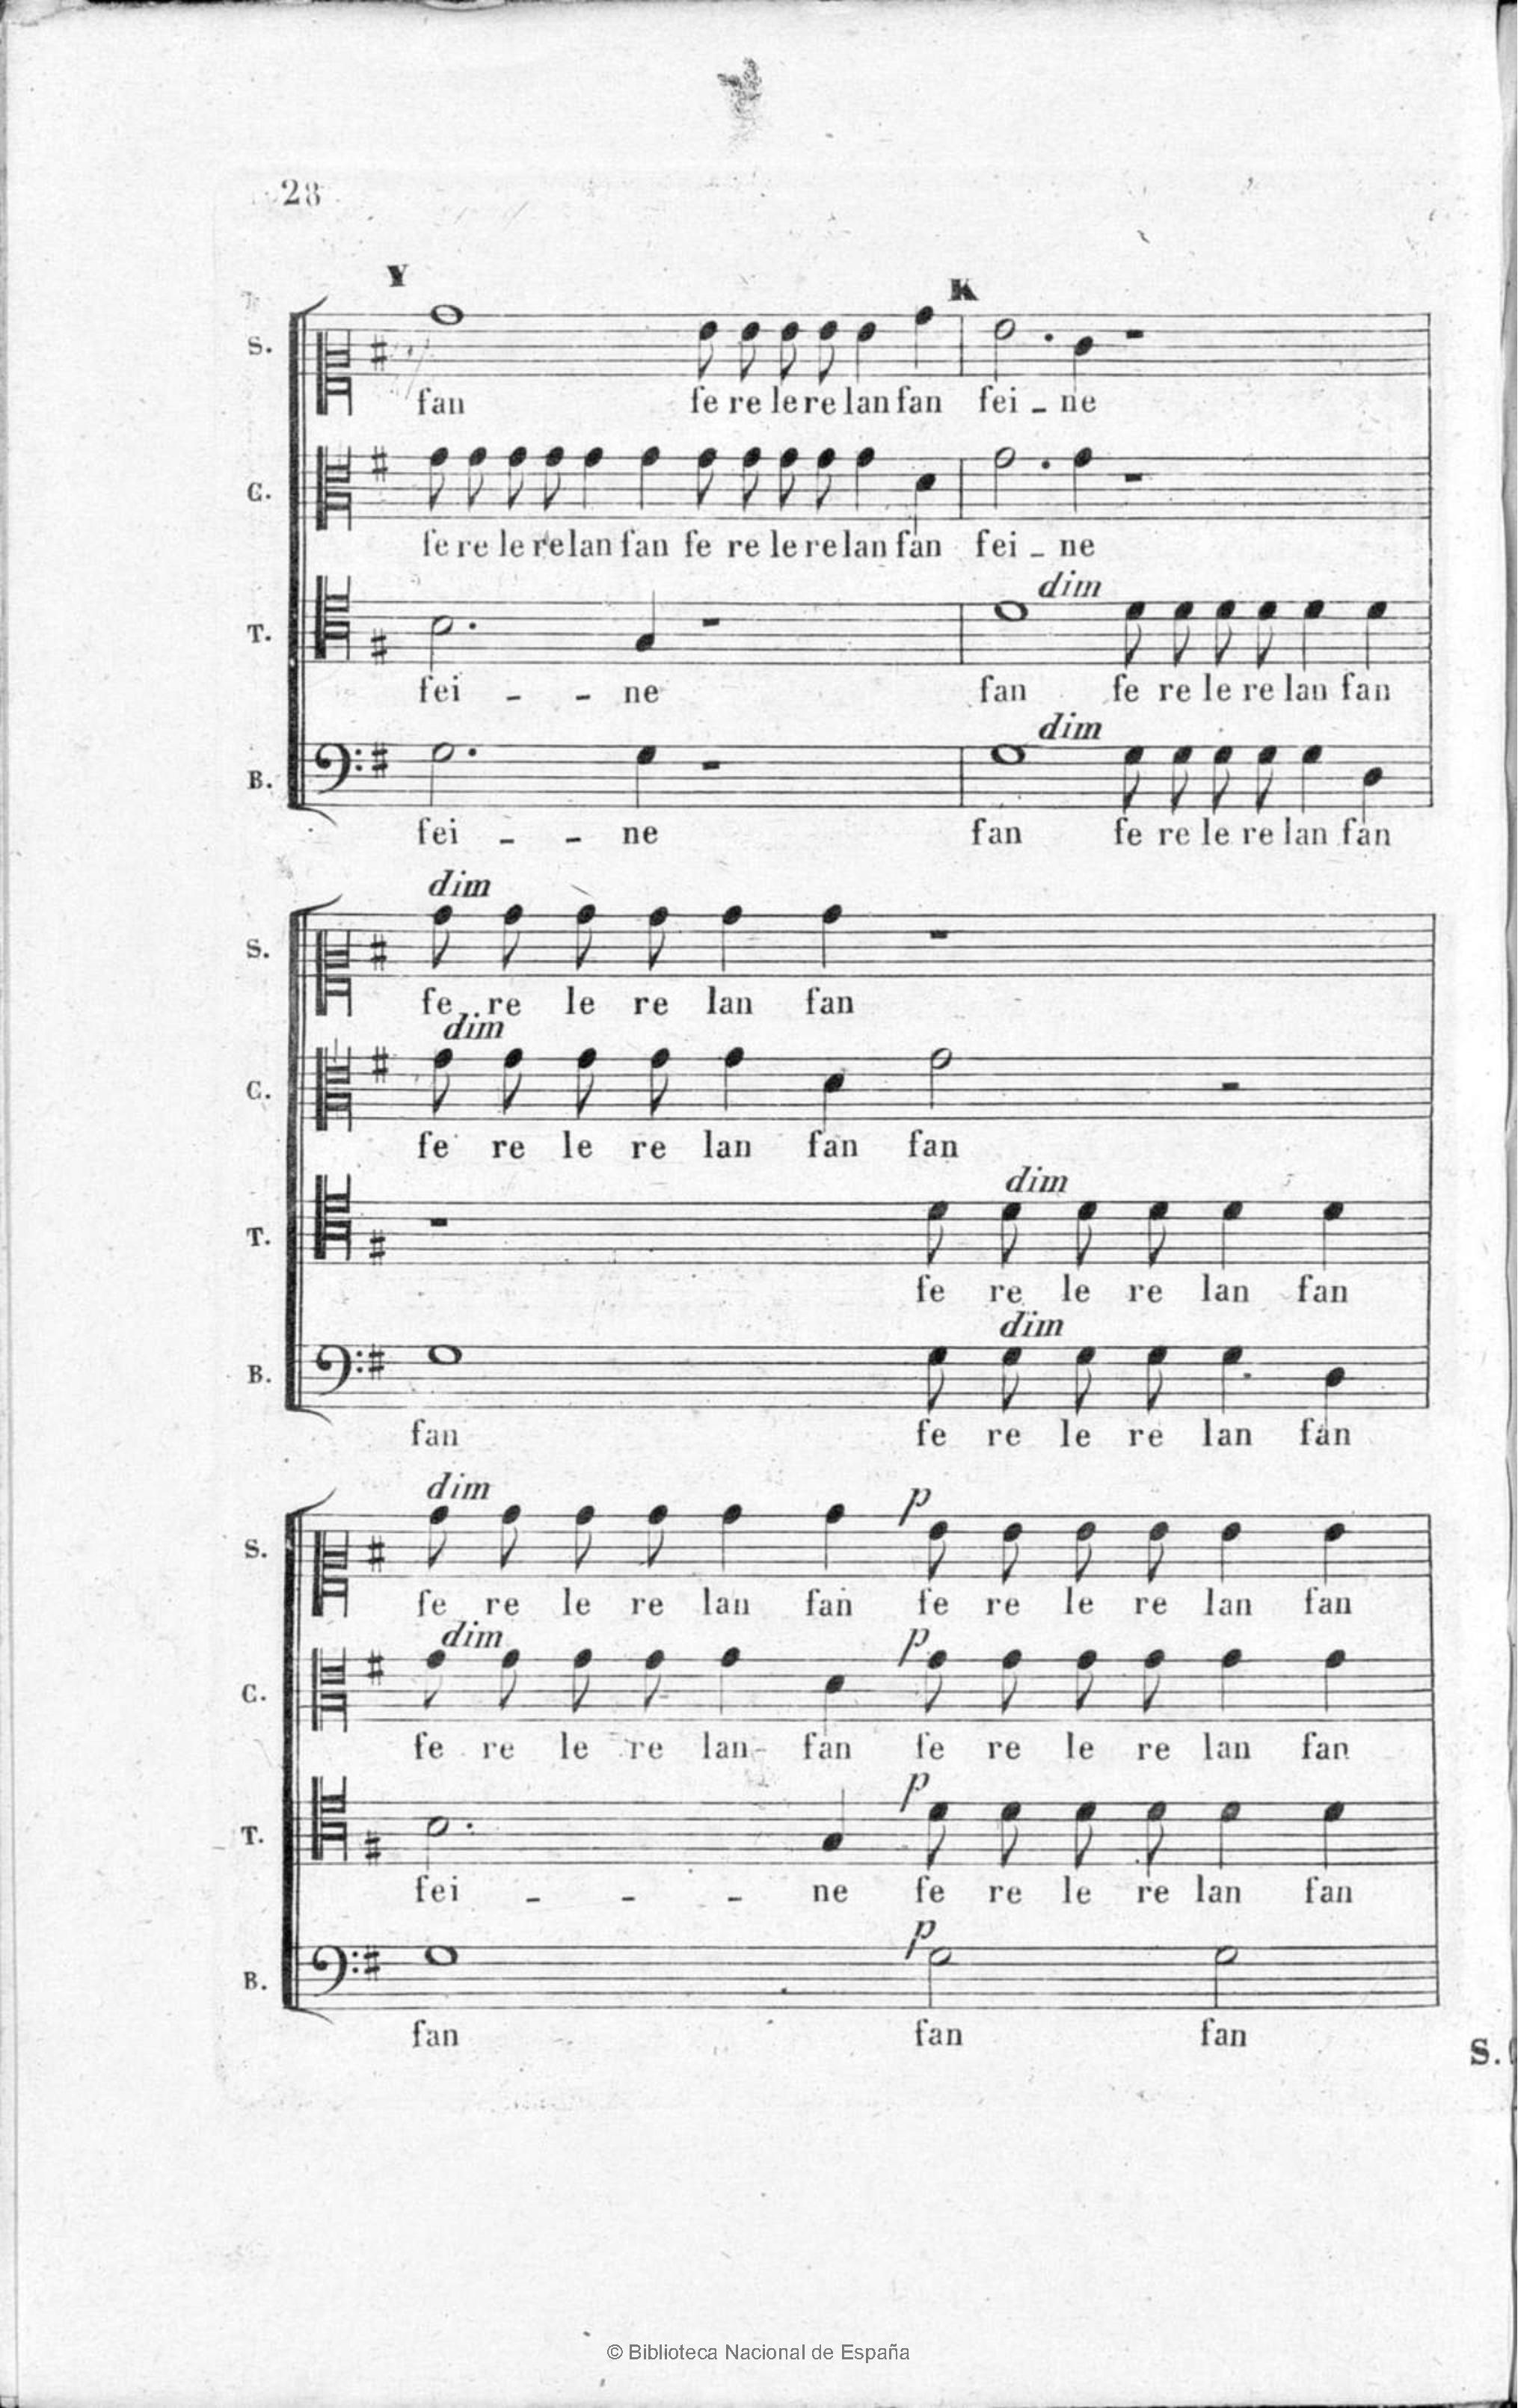 28
Y K
S.
fan fe re le re lan fan fei - ne
C.
fe re le re lan fan fe re le re lan fan fei - ne
dim
T.
fei - - ne fan fe re le re lan fan
dim
B.
fei - - ne fan fe re le re lan fan
dim
S.
fe re le re lan fan
dim
C.
fe re le re lan fan fan
dim
T.
fe re le re lan fan
dim
B.
fan fe re le re lan fan
dim p
S.
fe re le re lan fan fe re le re lan fan
dim p
C.
fe re le re lan fan fe re le re lan fan
p
T.
fei - - - ne fe re le re lan fan
p
B.
fan fan fan
S.
© Biblioteca Nacional de España